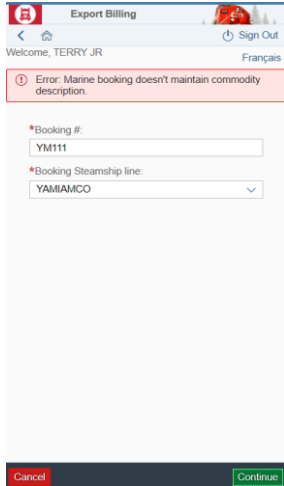 Export Billing
Sign Out
Welcome, TERRY JR
Français
Error: Marine booking doesn't maintain commodity
description.
*Booking #:
YM111
*Booking Steamship line:
YAMIAMCO
Cancel
Continue